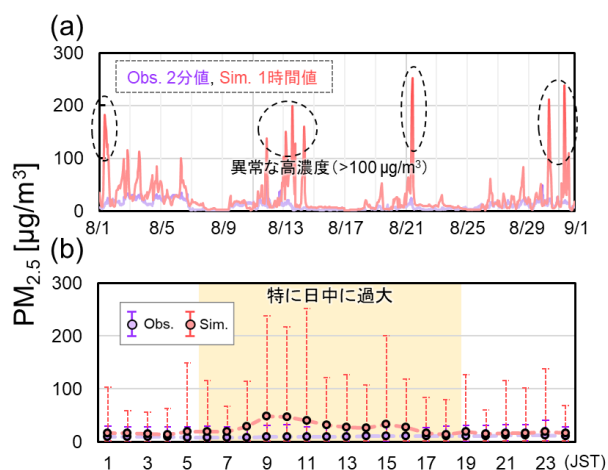 (a)
PM2.5 [μg/m³]
300
200
100
0
Obs. 2分値, Sim. 1時間値
異常な高濃度(>100 μg/m³)
8/1 8/5 8/9 8/13 8/17 8/21 8/25 8/29 9/1
(b)
300
200
100
0
特に日中に過大
Obs. Sim.
1 3 5 7 9 11 13 15 17 19 21 23 (JST)